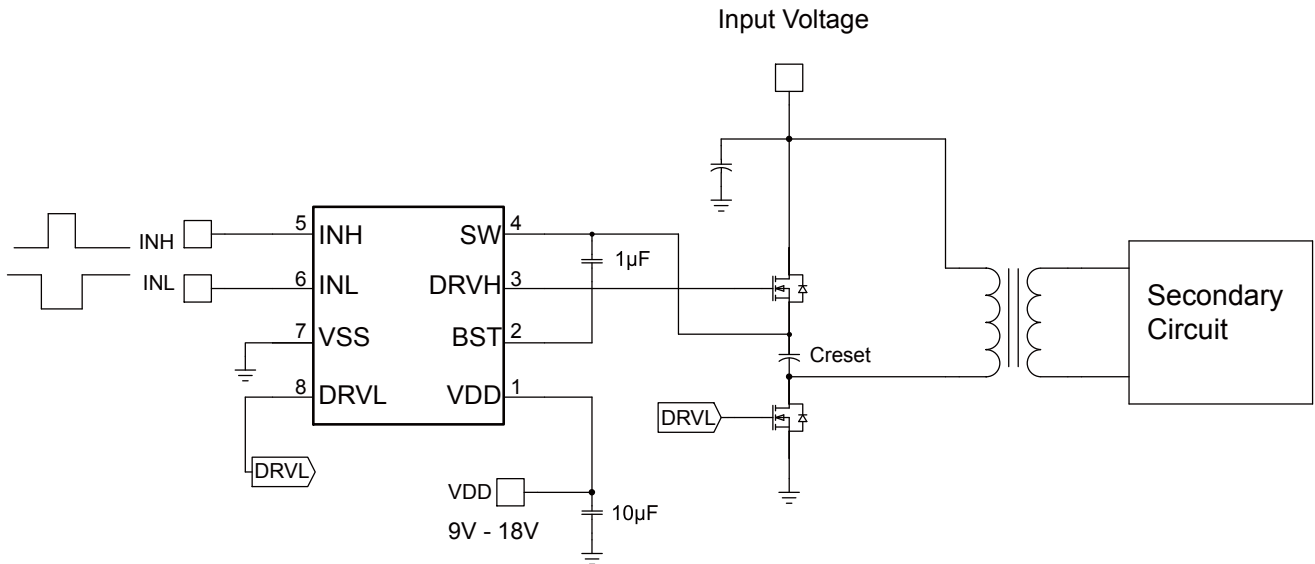 Input Voltage
INH
INL
5 INH SW 4
6 INL DRVH 3
7 VSS BST 2
8 DRVL VDD 1
1µF
Creset
DRVL
DRVL
VDD
9V - 18V
10µF
Secondary
Circuit